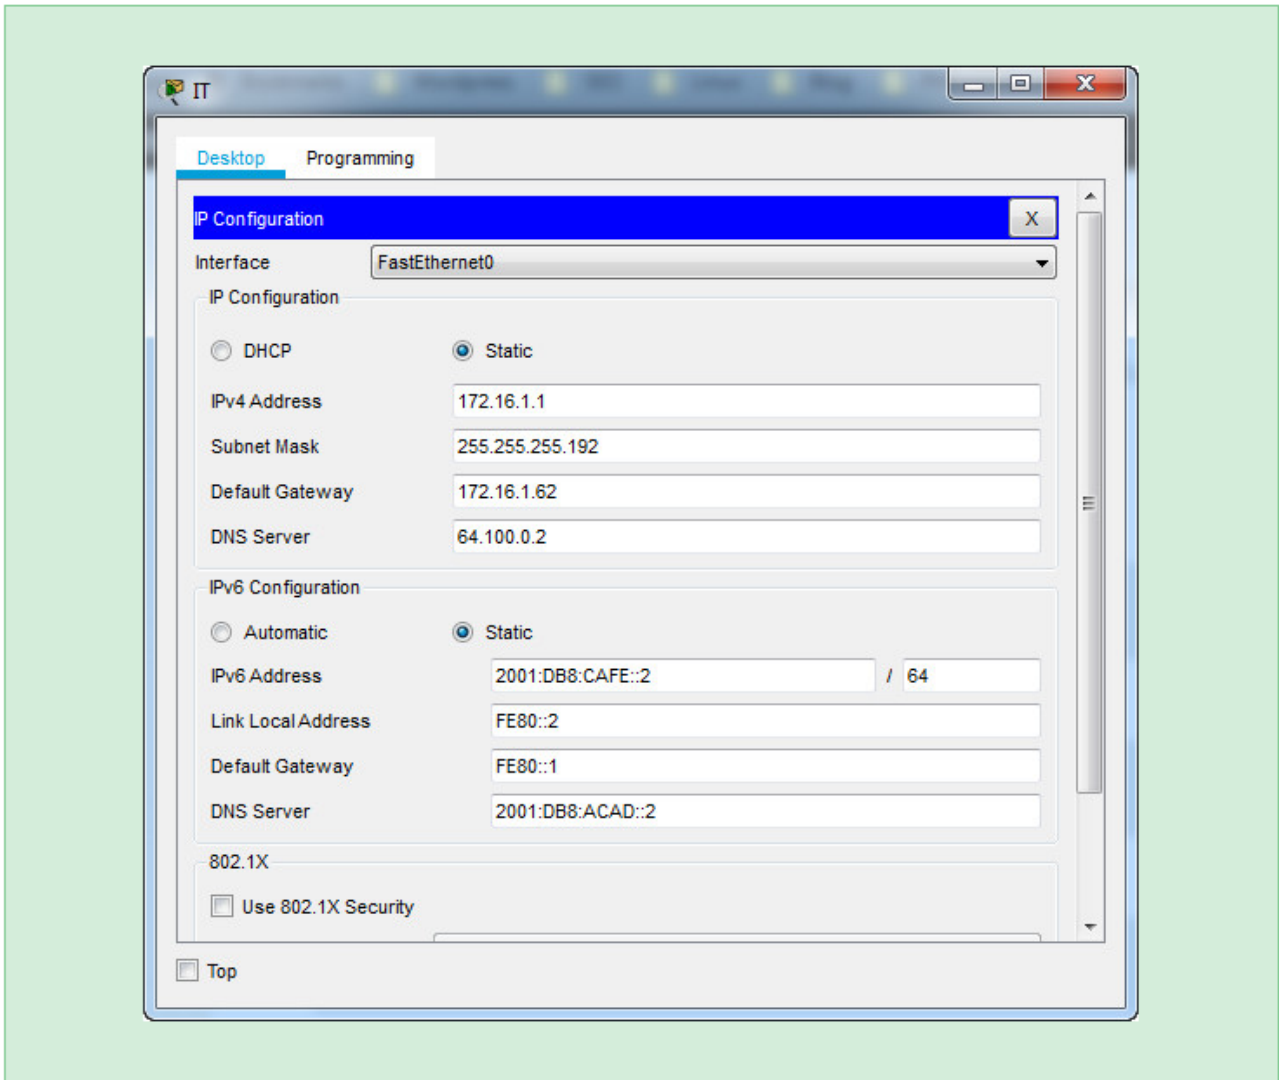 IT
Desktop Programming
IP Configuration X
Interface FastEthernet0
IP Configuration
DHCP Static
IPv4 Address 172.16.1.1
Subnet Mask 255.255.255.192
Default Gateway 172.16.1.62
DNS Server 64.100.0.2
IPv6 Configuration
Automatic Static
IPv6 Address 2001:DB8:CAFE::2 / 64
Link Local Address FE80::2
Default Gateway FE80::1
DNS Server 2001:DB8:ACAD::2
802.1X
Use 802.1X Security
Top